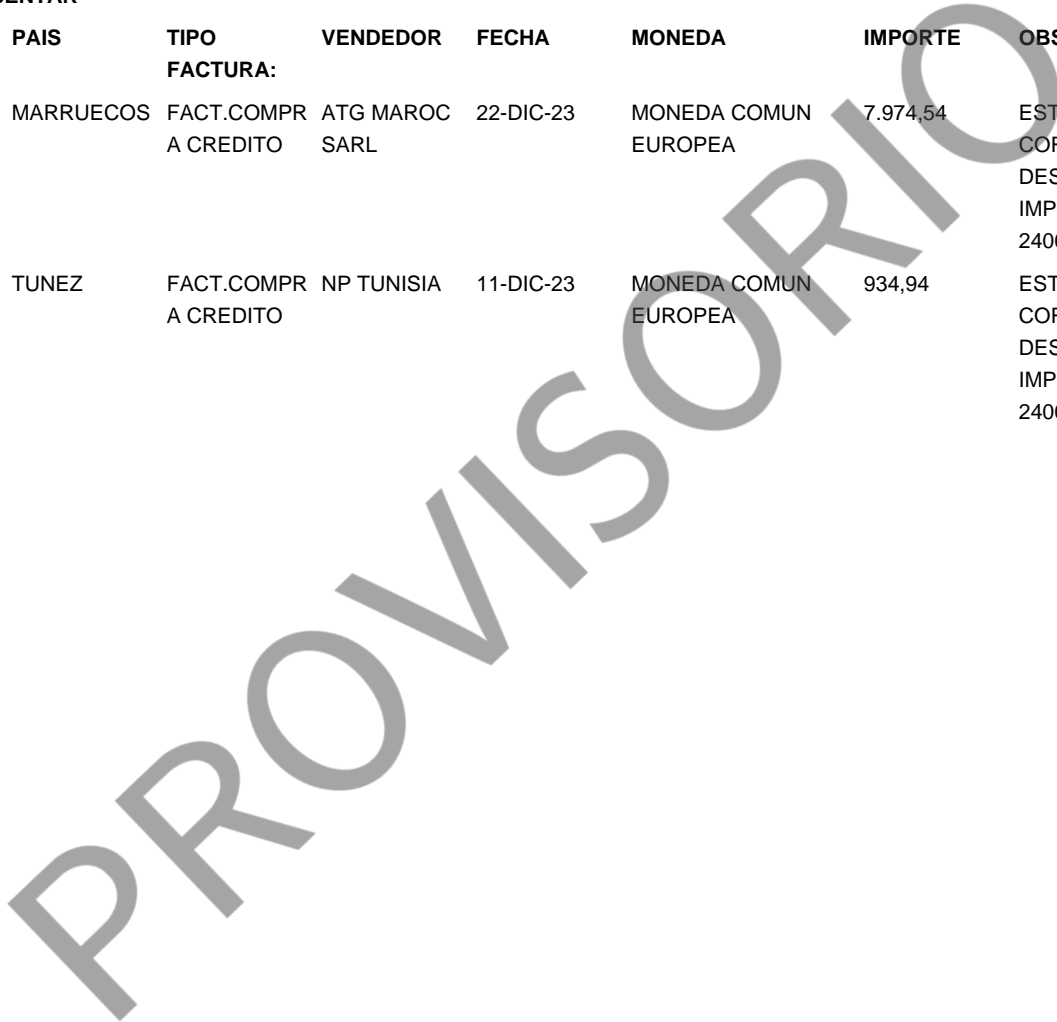 PAIS TIPO VENDEDOR FECHA MONEDA IMPORTE
FACTURA:
MARRUECOS FACT.COMPR ATG MAROC 22-DIC-23 MONEDA COMUN 7.974,54
A CREDITO SARL EUROPEA
TUNEZ FACT.COMPR NP TUNISIA 11-DIC-23 MONEDA COMUN 934,94
A CREDITO EUROPEA
PROVISORIO